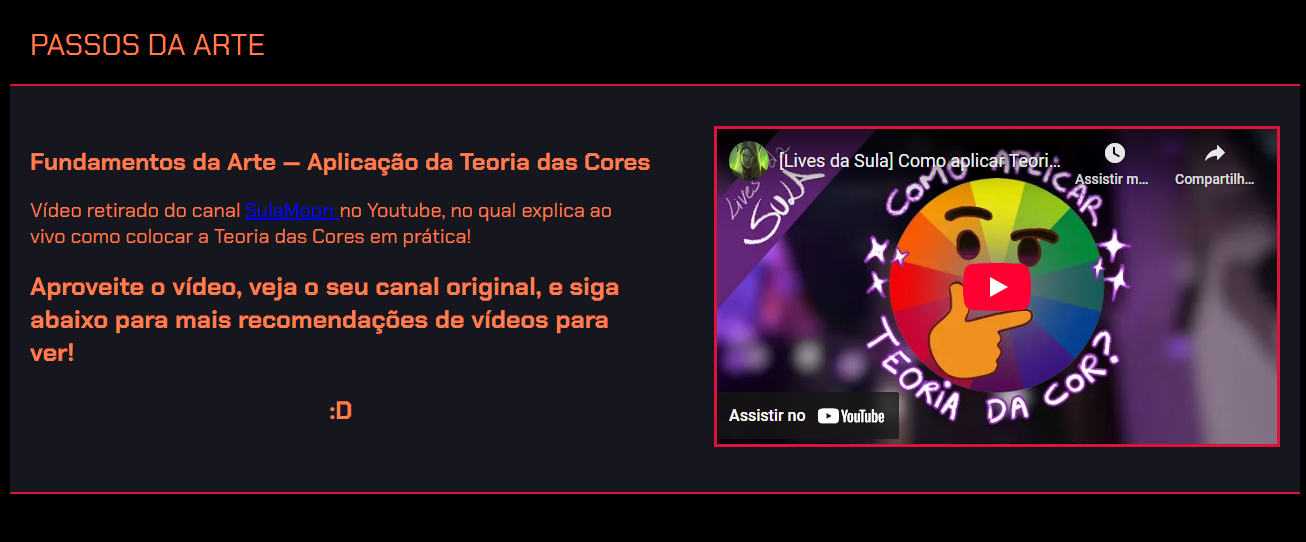 PASSOS DA ARTE
Fundamentos da Arte — Aplicação da Teoria das Cores
Vídeo retirado do canal SulaMoon no Youtube, no qual explica ao
vivo como colocar a Teoria das Cores em prática!
Aproveite o vídeo, veja o seu canal original, e siga
abaixo para mais recomendações de vídeos para
ver!
:D
[Lives da Sula] Como aplicar Teori...
Assistir m...
Compartilh...
Lives da
SULA
COMO APLICAR
TEORIA DA COR?
Assistir no YouTube